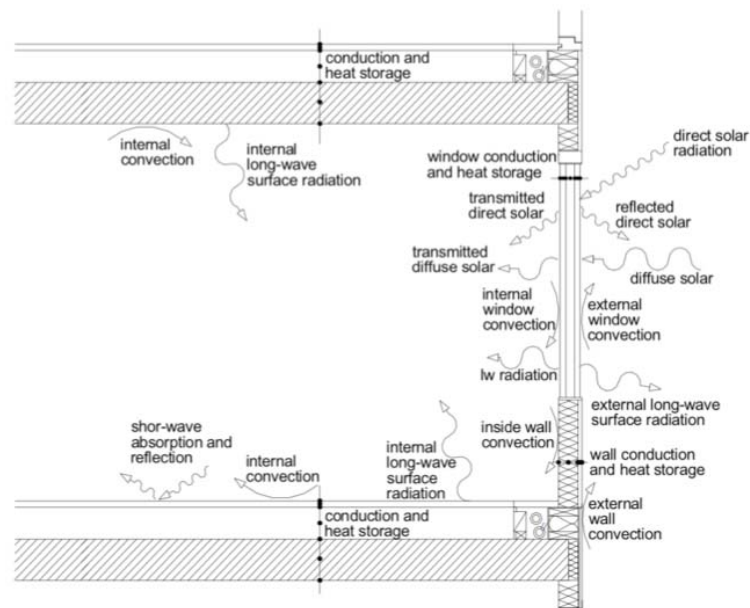 conduction and
heat storage
internal
convection
internal
long-wave
surface radiation
direct solar
radiation
window conduction
and heat storage
transmitted
direct solar
reflected
direct solar
transmitted
diffuse solar
diffuse solar
internal
window
convection
external
window
convection
lw radiation
external long-wave
surface radiation
shor-wave
absorption and
reflection
internal
convection
internal
long-wave
surface
radiation
inside wall
convection
wall conduction
and heat storage
conduction and
heat storage
external
wall
convection